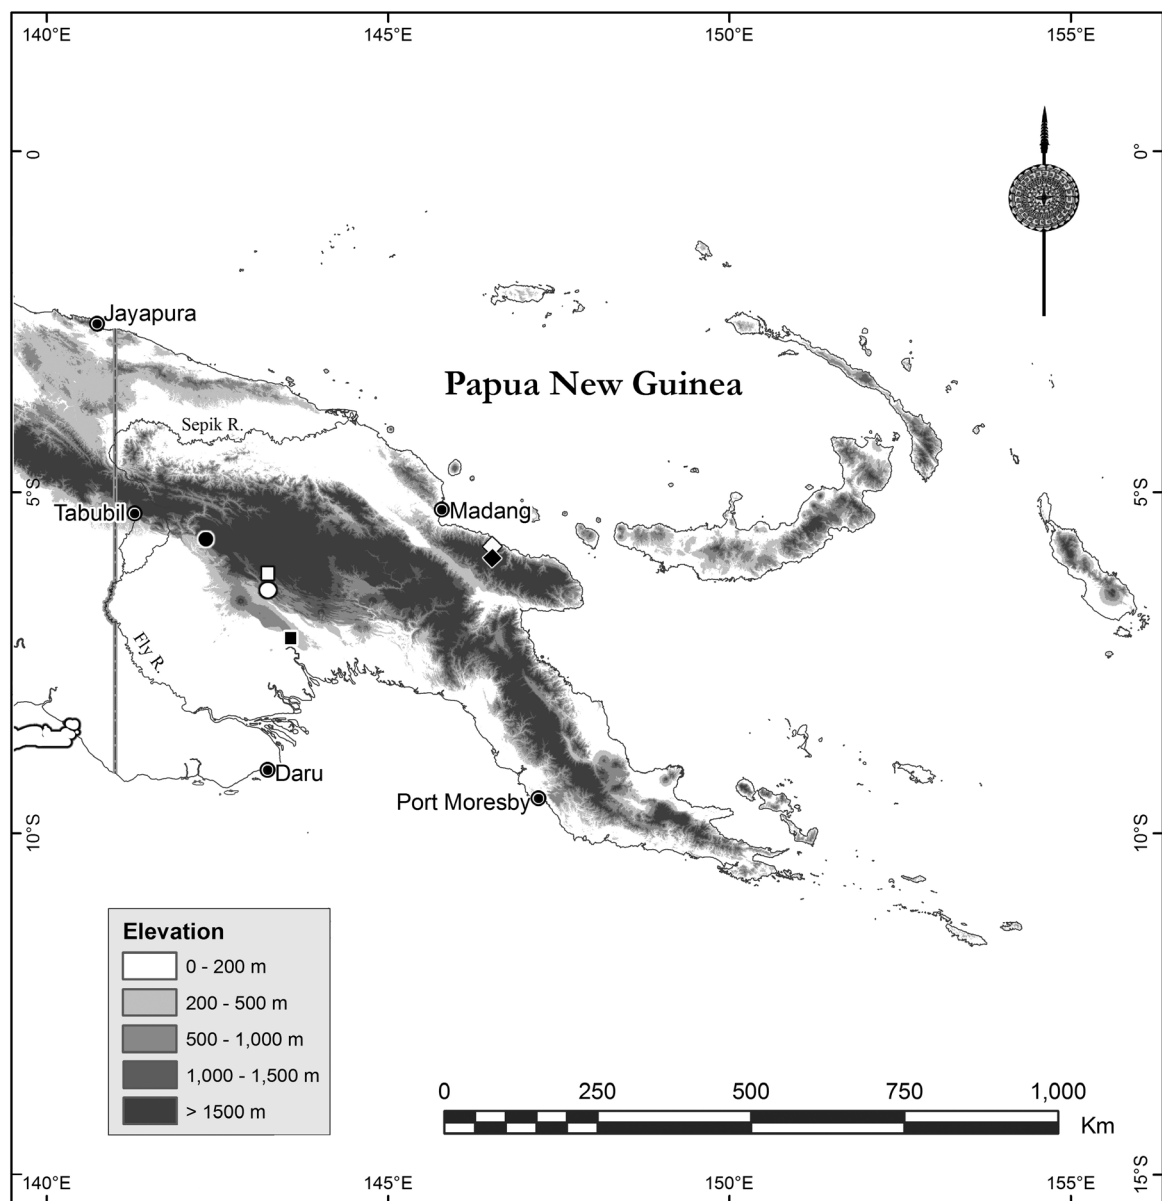 140°E 145°E 150°E 155°E
0 0°
Jayapura
Papua New Guinea
Sepik R.
5°S 5°S
Tabubil
Madang
Fly R.
Daru
Port Moresby
10°S 10°S
Elevation
0 - 200 m
200 - 500 m
500 - 1,000 m
1,000 - 1,500 m
> 1500 m
0 250 500 750 1,000
Km
15°S
140°E 145°E 150°E 155°E